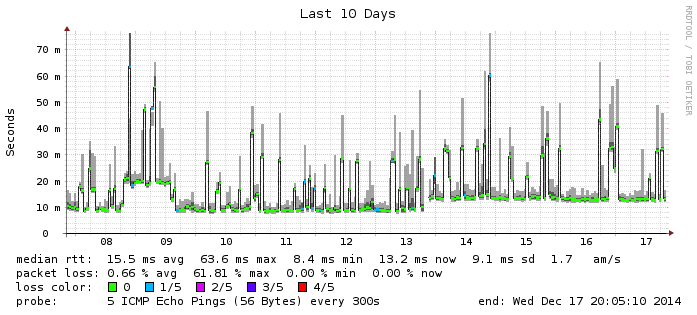 Last 10 Days
RRDTOOL / TOBI OETIKER
Seconds
70 m
60 m
50 m
40 m
30 m
20 m
10 m
0
08 09 10 11 12 13 14 15 16 17
median rtt: 15.5 ms avg 63.6 ms max 8.4 ms min 13.2 ms now 9.1 ms sd 1.7 am/s
packet loss: 0.66 % avg 61.81 % max 0.00 % min 0.00 % now
loss color: 0 1/5 2/5 3/5 4/5
probe: 5 ICMP Echo Pings (56 Bytes) every 300s end: Wed Dec 17 20:05:10 2014